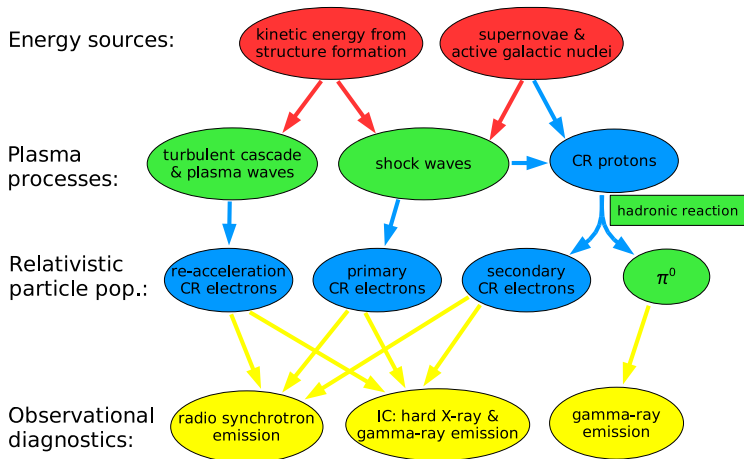 Energy sources:
kinetic energy from
structure formation
supernovae &
active galactic nuclei
Plasma
processes:
turbulent cascade
& plasma waves
shock waves
CR protons
hadronic reaction
Relativistic
particle pop.:
re-acceleration
CR electrons
primary
CR electrons
secondary
CR electrons
π⁰
Observational
diagnostics:
radio synchrotron
emission
IC: hard X-ray &
gamma-ray emission
gamma-ray
emission